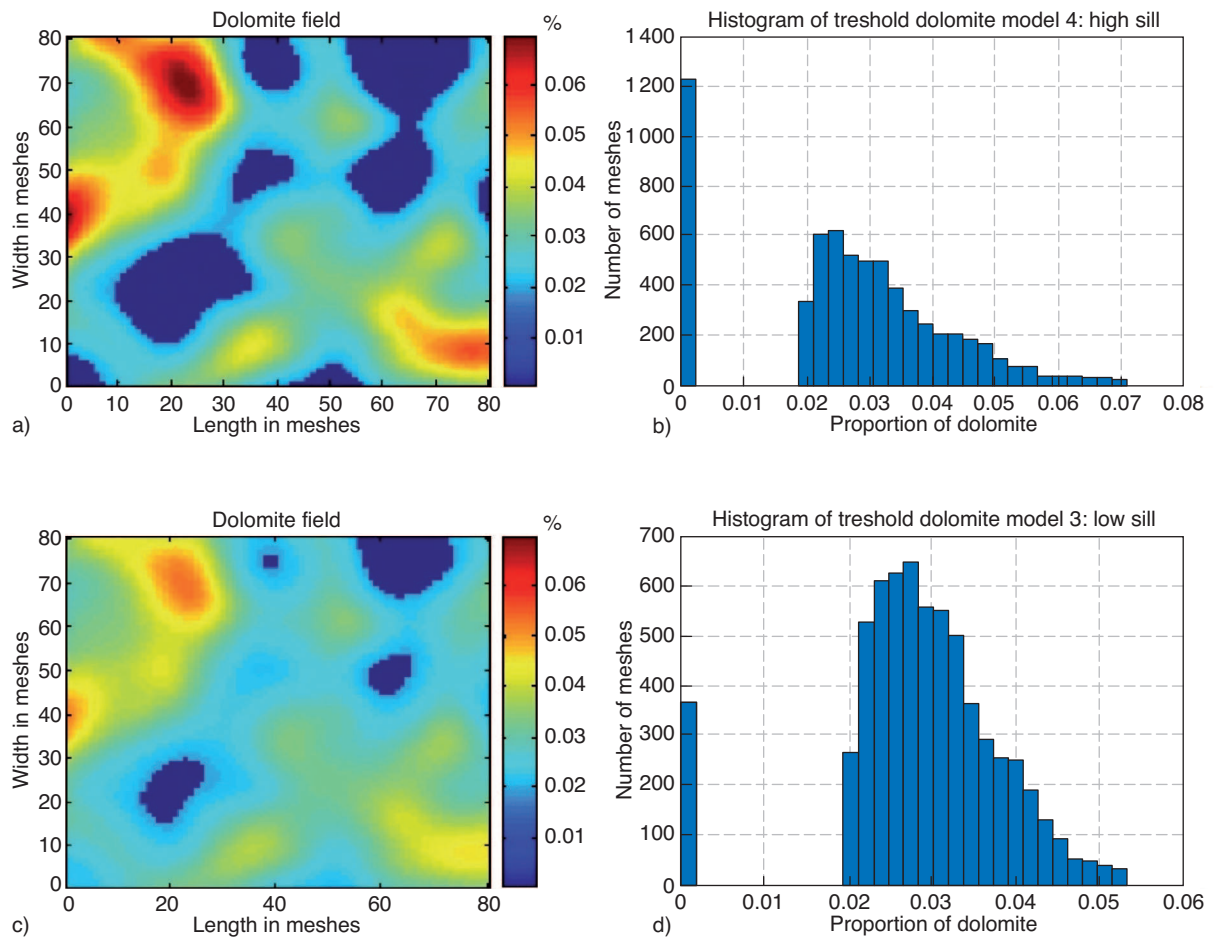 Dolomite field
%
80
70
60
50
40
30
20
10
0
Width in meshes
0 10 20 30 40 50 60 70 80
Length in meshes
0.06
0.05
0.04
0.03
0.02
0.01
a)
Histogram of treshold dolomite model 4: high sill
1400
1200
1000
800
600
400
200
0
Number of meshes
0 0.01 0.02 0.03 0.04 0.05 0.06 0.07 0.08
Proportion of dolomite
b)
Dolomite field
%
80
70
60
50
40
30
20
10
0
Width in meshes
0 20 40 60 80
Length in meshes
0.06
0.05
0.04
0.03
0.02
0.01
c)
Histogram of treshold dolomite model 3: low sill
700
600
500
400
300
200
100
0
Number of meshes
0 0.01 0.02 0.03 0.04 0.05 0.06
Proportion of dolomite
d)